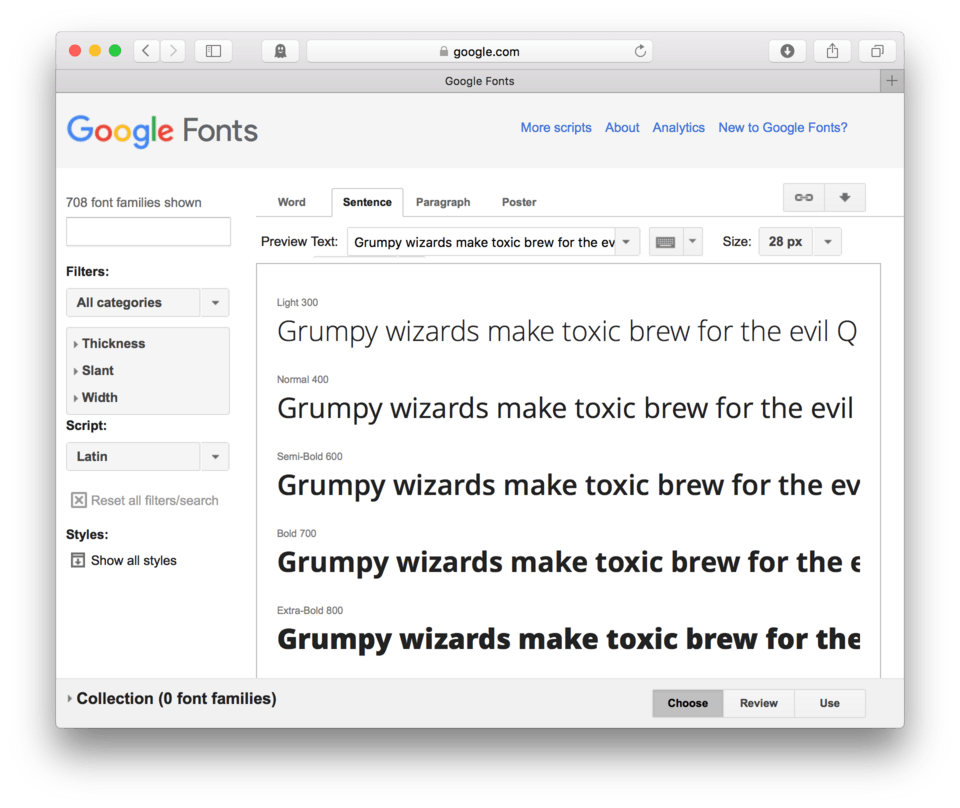 google.com
Google Fonts
Google Fonts
More scripts About Analytics New to Google Fonts?
708 font families shown
Word Sentence Paragraph Poster
Preview Text: Grumpy wizards make toxic brew for the ev Size: 28 px
Filters:
All categories
Thickness
Slant
Width
Script:
Latin
Reset all filters/search
Styles:
Show all styles
Light 300
Grumpy wizards make toxic brew for the evil Q
Normal 400
Grumpy wizards make toxic brew for the evil
Semi-Bold 600
Grumpy wizards make toxic brew for the ev
Bold 700
Grumpy wizards make toxic brew for the
Extra-Bold 800
Grumpy wizards make toxic brew for the
Collection (0 font families)
Choose Review Use